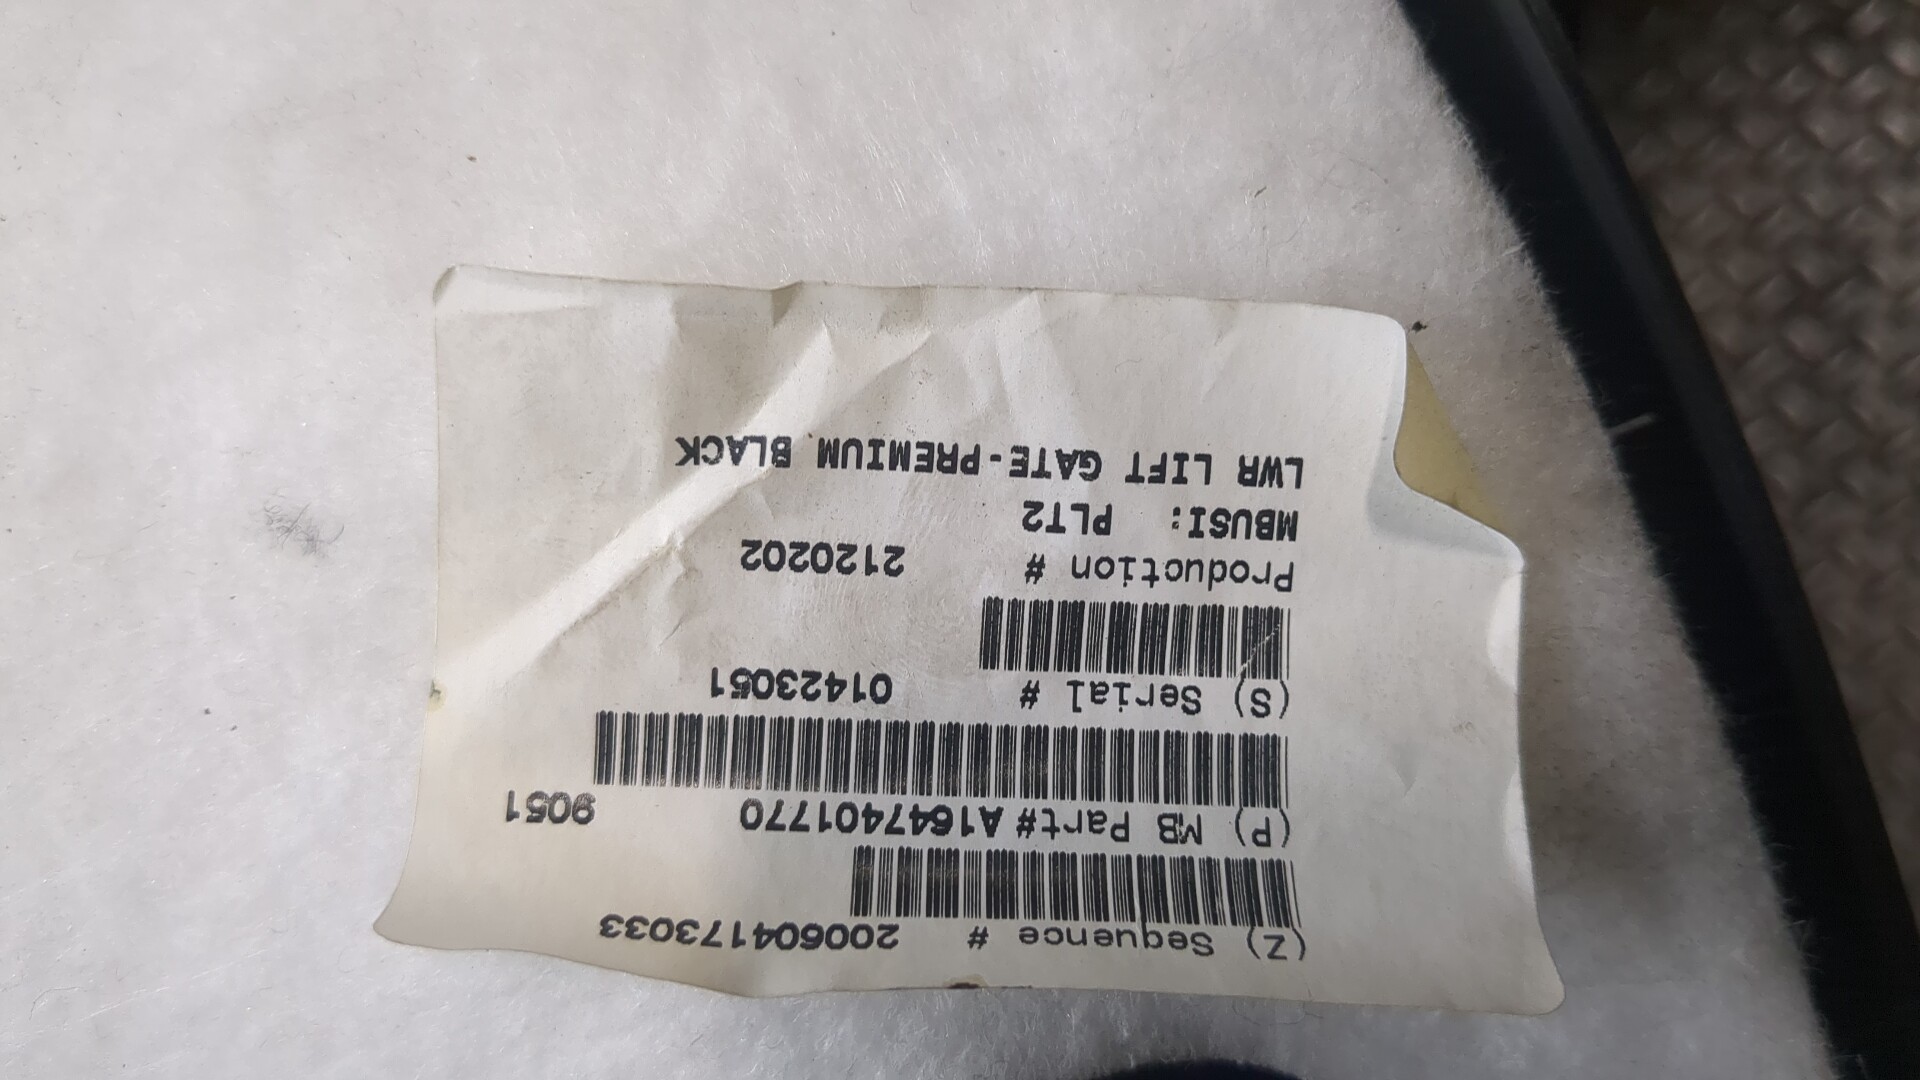 (Z) Sequence # 200604173033
(P) MB Part# A1647401770 9051
(S) Serial # 01423051
Production # 2120202
MBUSI: PLT2
LWR LIFT GATE-PREMIUM BLACK